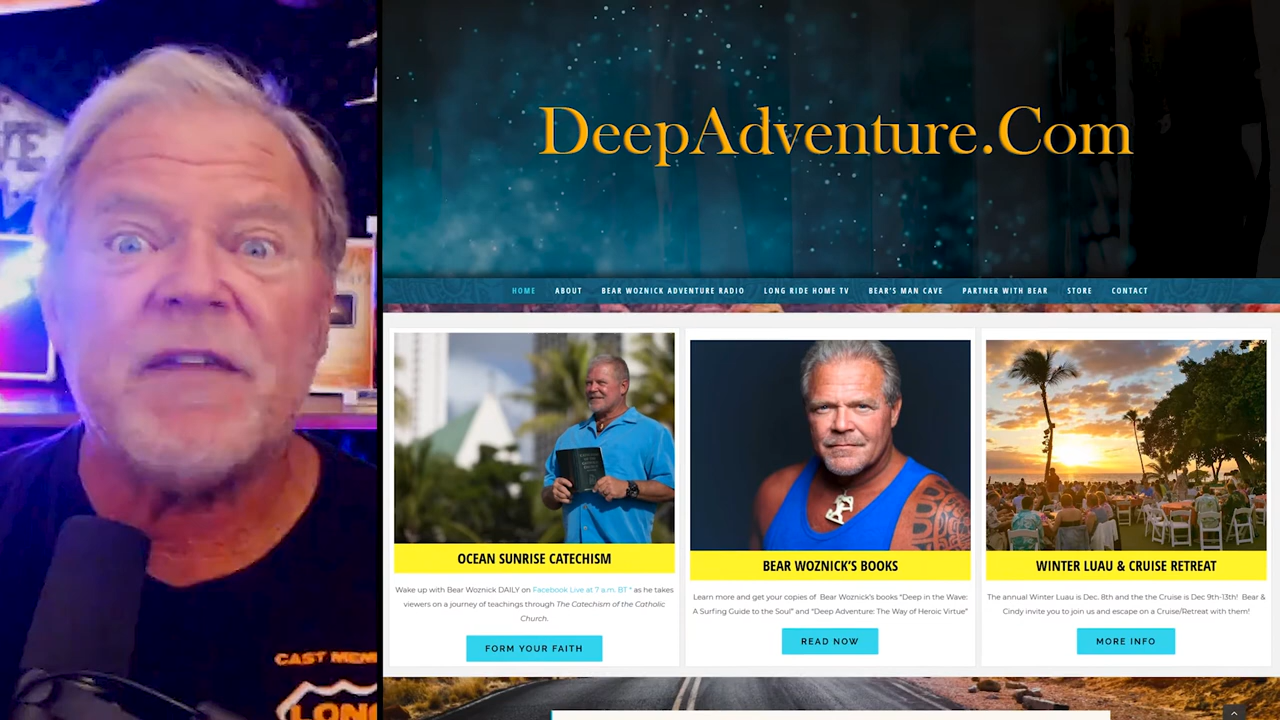 DeepAdventure.Com
HOME ABOUT BEAR WOZNICK ADVENTURE RADIO LONG RIDE HOME TV BEAR'S MAN CAVE PARTNER WITH BEAR STORE CONTACT
OCEAN SUNRISE CATECHISM
Wake up with Bear Woznick DAILY on Facebook Live at 7 a.m. BT * as he takes
viewers on a journey of teachings through The Catechism of the Catholic
Church.
FORM YOUR FAITH
BEAR WOZNICK'S BOOKS
Learn more and get your copies of Bear Woznick's books “Deep in the Wave:
A Surfing Guide to the Soul” and “Deep Adventure: The Way of Heroic Virtue”
READ NOW
WINTER LUAU & CRUISE RETREAT
The annual Winter Luau is Dec. 8th and the the Cruise is Dec 9th-13th! Bear &
Cindy invite you to join us and escape on a Cruise/Retreat with them!
MORE INFO
CAST MEM
LONG